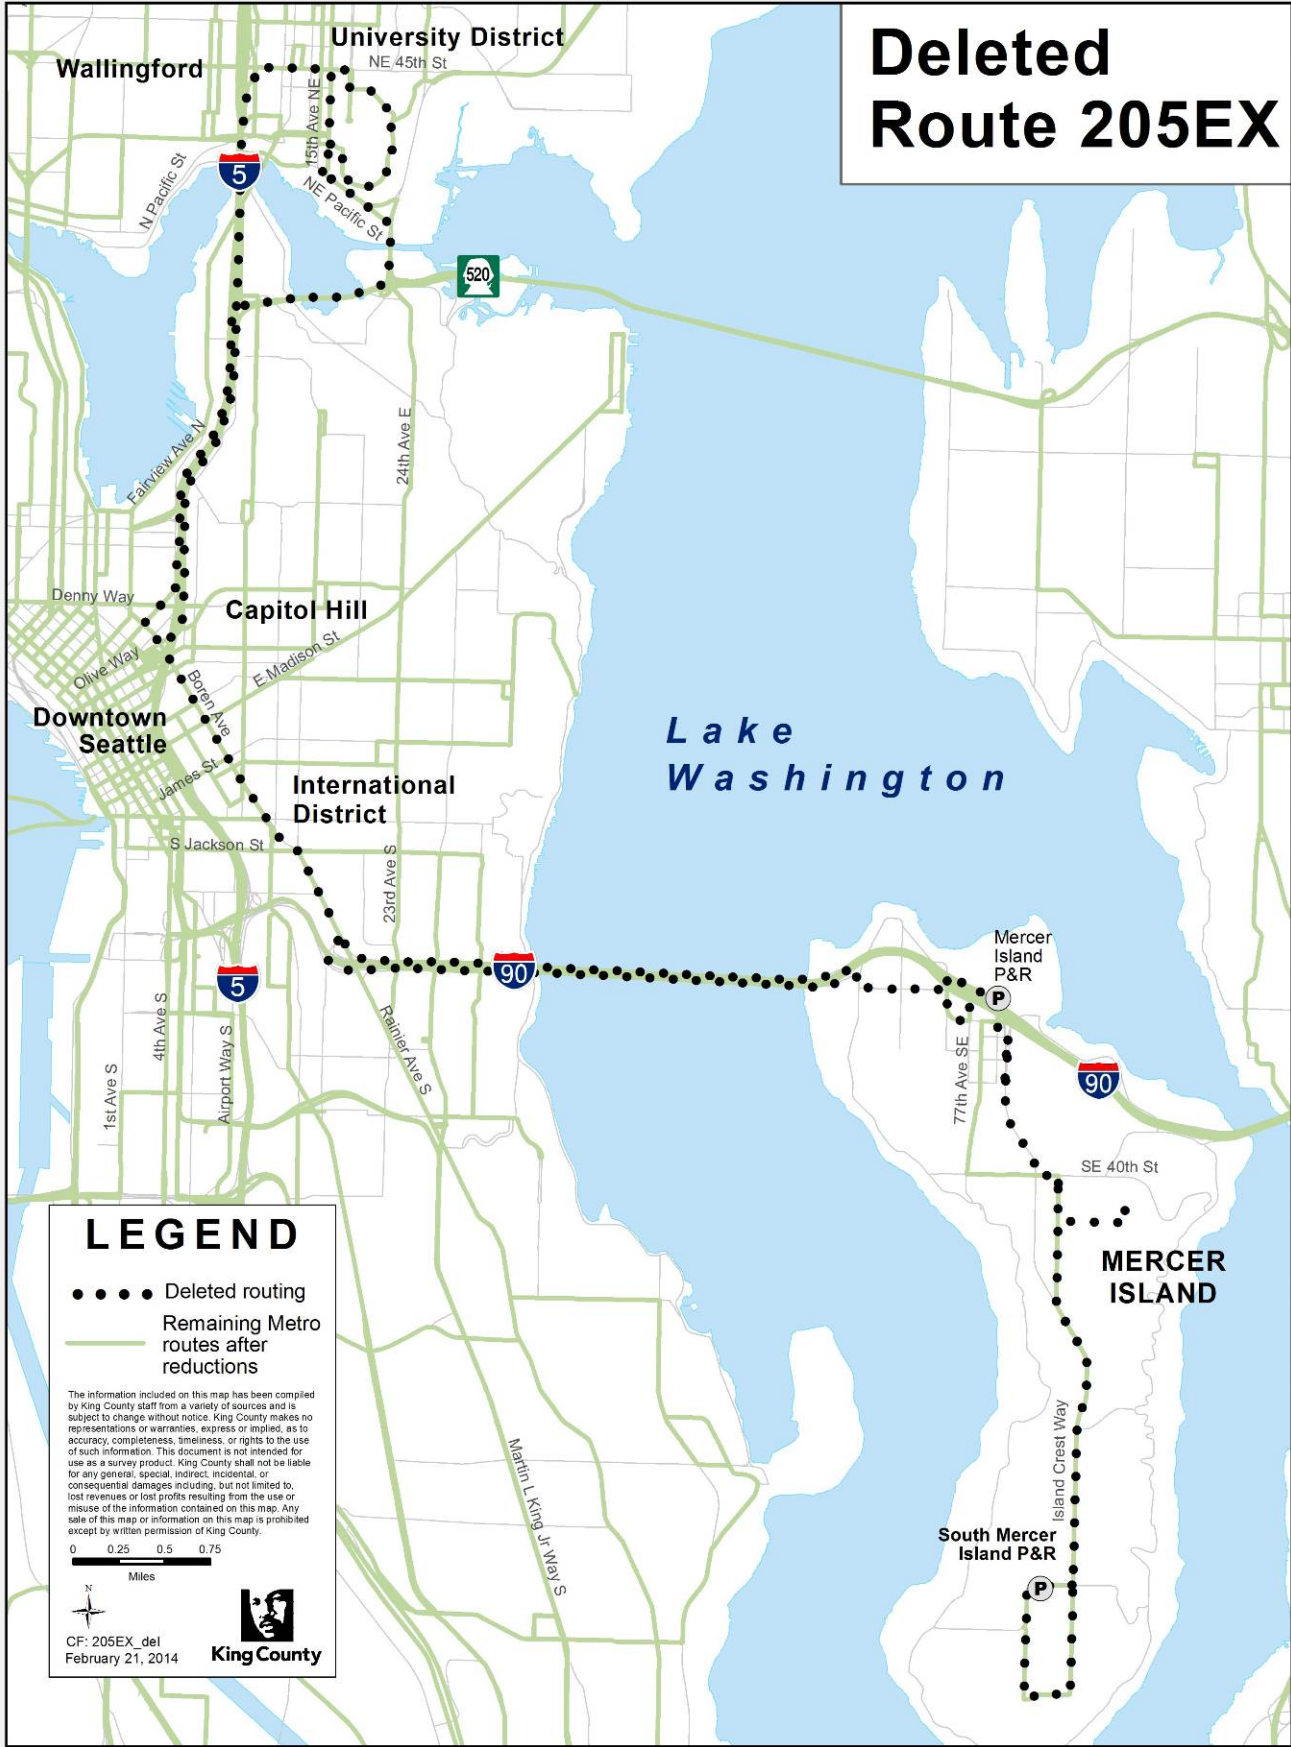 Deleted
Route 205EX
University District
NE 45th St
Wallingford
15th Ave NE
5
N Pacific St
NE Pacific St
520
Fairview Ave N
24th Ave E
Denny Way
Capitol Hill
Olive Way
E Madison St
Boren Ave
Downtown
Seattle
Lake
Washington
James St
International
District
S Jackson St
23rd Ave S
5
90
Mercer
Island
P&R
P
4th Ave S
Airport Way S
1st Ave S
Rainier Ave S
77th Ave SE
90
SE 40th St
MERCER
ISLAND
Island Crest Way
Martin L King Jr Way S
South Mercer
Island P&R
P
LEGEND
Deleted routing
Remaining Metro
routes after
reductions
The information included on this map has been compiled
by King County staff from a variety of sources and is
subject to change without notice. King County makes no
representations or warranties, express or implied, as to
accuracy, completeness, timeliness, or rights to the use
of such information. This document is not intended for
use as a survey product. King County shall not be liable
for any general, special, indirect, incidental, or
consequential damages including, but not limited to,
lost revenues or lost profits resulting from the use or
misuse of the information contained on this map. Any
sale of this map or information on this map is prohibited
except by written permission of King County.
0 0.25 0.5 0.75
Miles
N
CF: 205EX_del
February 21, 2014
King County